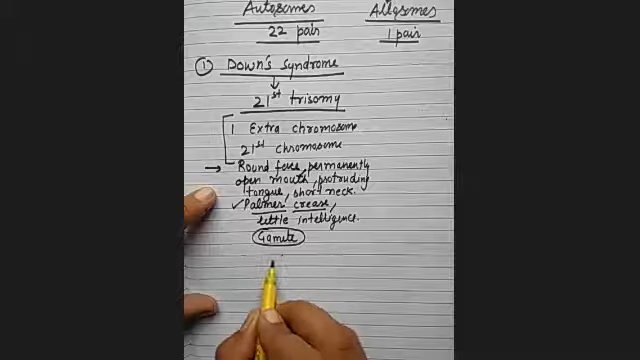 Autosomes Allosomes
22 pair 1 pair
① Down's Syndrome
21st trisomy
1 Extra chromosome
21st chromosome
→ Round face, permanently
open mouth, protruding
tongue, short neck.
✓ Palmer crease,
little intelligence.
Gamete